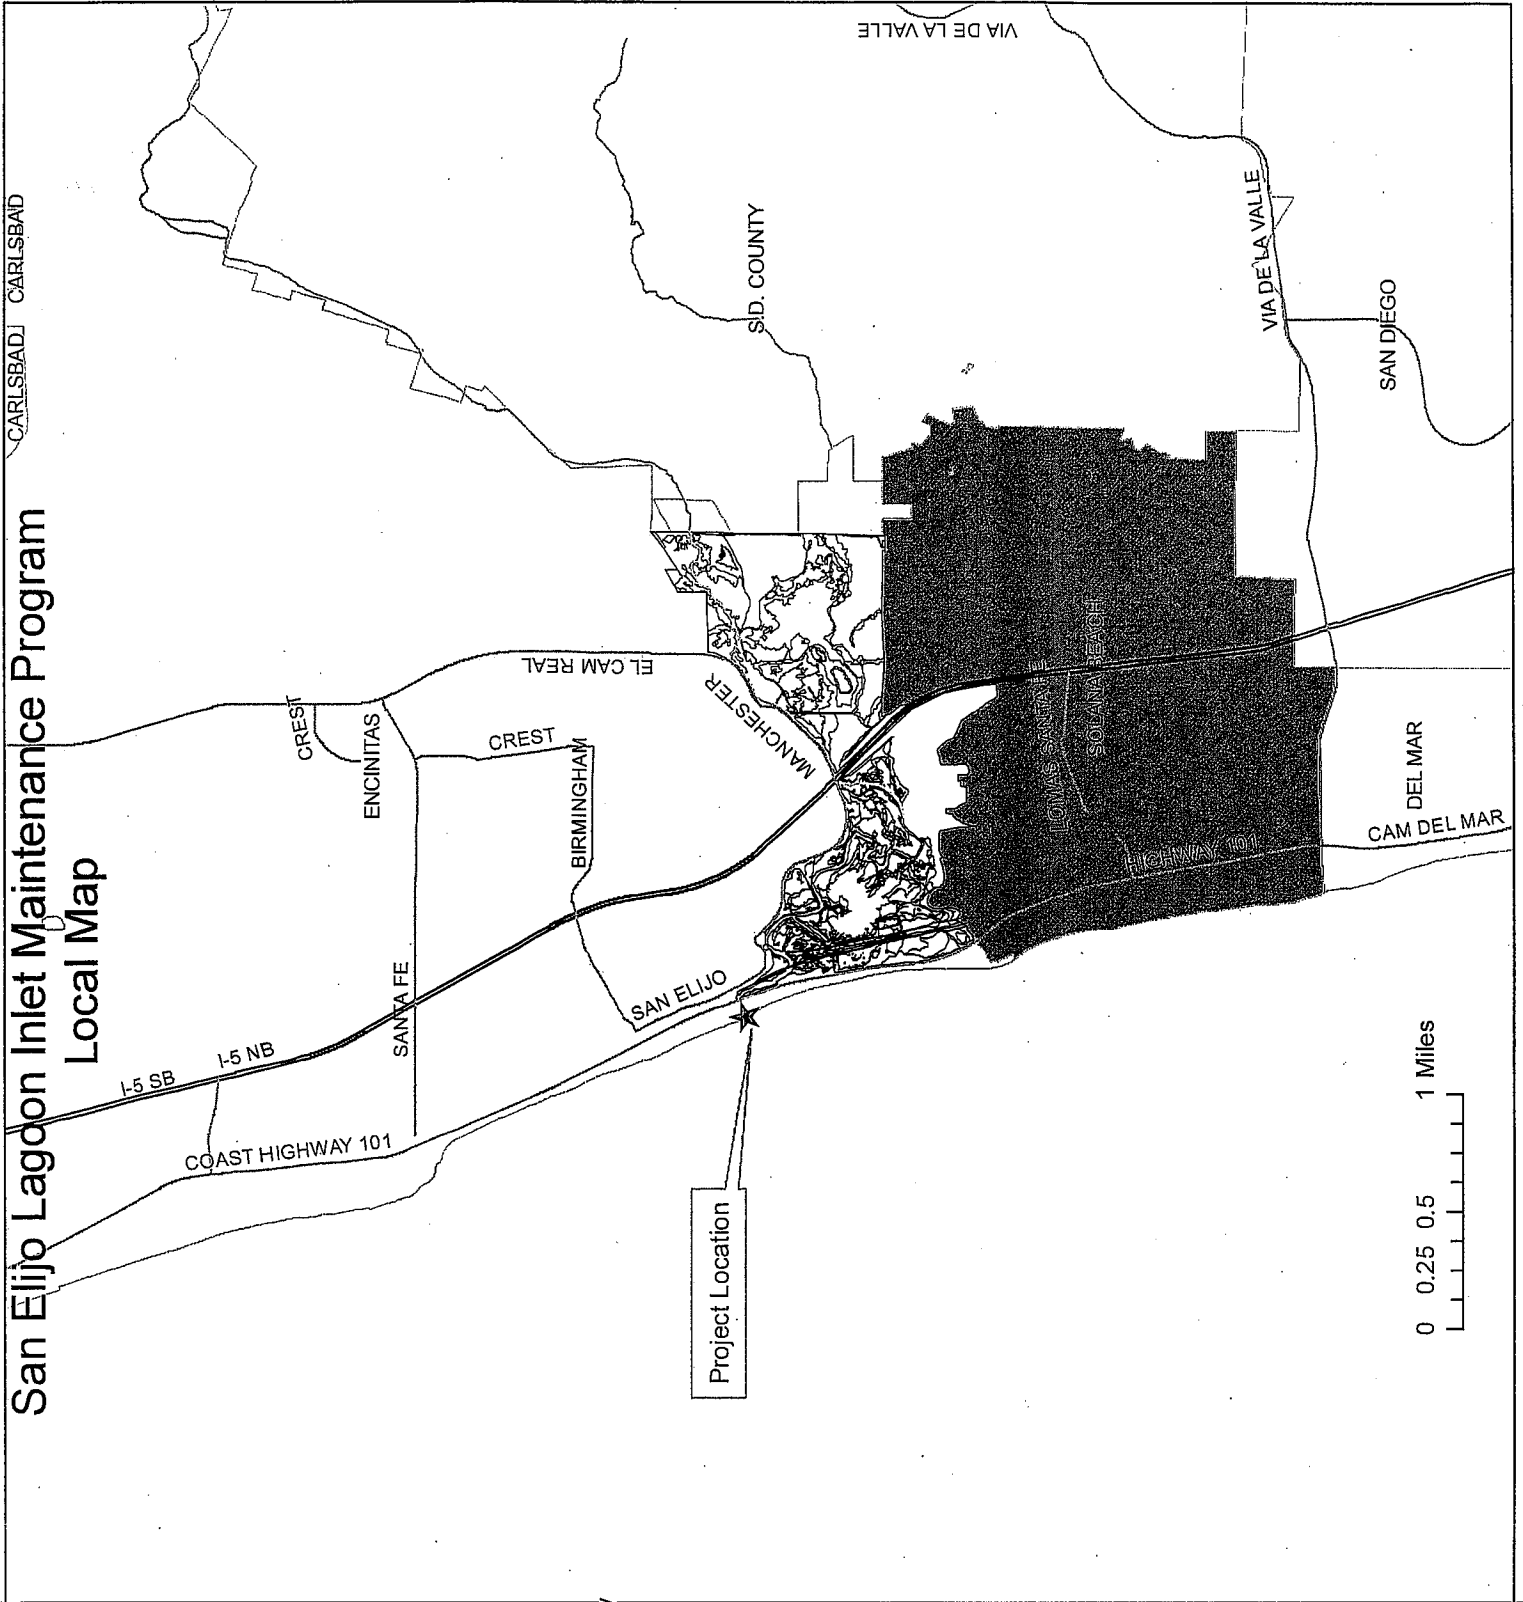 San Elijo Lagoon Inlet Maintenance Program
Local Map
CARLSBAD
CARLSBAD
VIA DE LA VALLE
S.D. COUNTY
VIA DE LA VALLE
SAN DIEGO
EL CAM REAL
MANCHESTER
CREST
ENCINITAS
CREST
BIRMINGHAM
LOMAS SANTA FE
SOLANA BEACH
HIGHWAY 101
DEL MAR
CAM DEL MAR
SANTA FE
SAN ELIJO
I-5 NB
I-5 SB
COAST HIGHWAY 101
Project Location
0 0.25 0.5 1 Miles